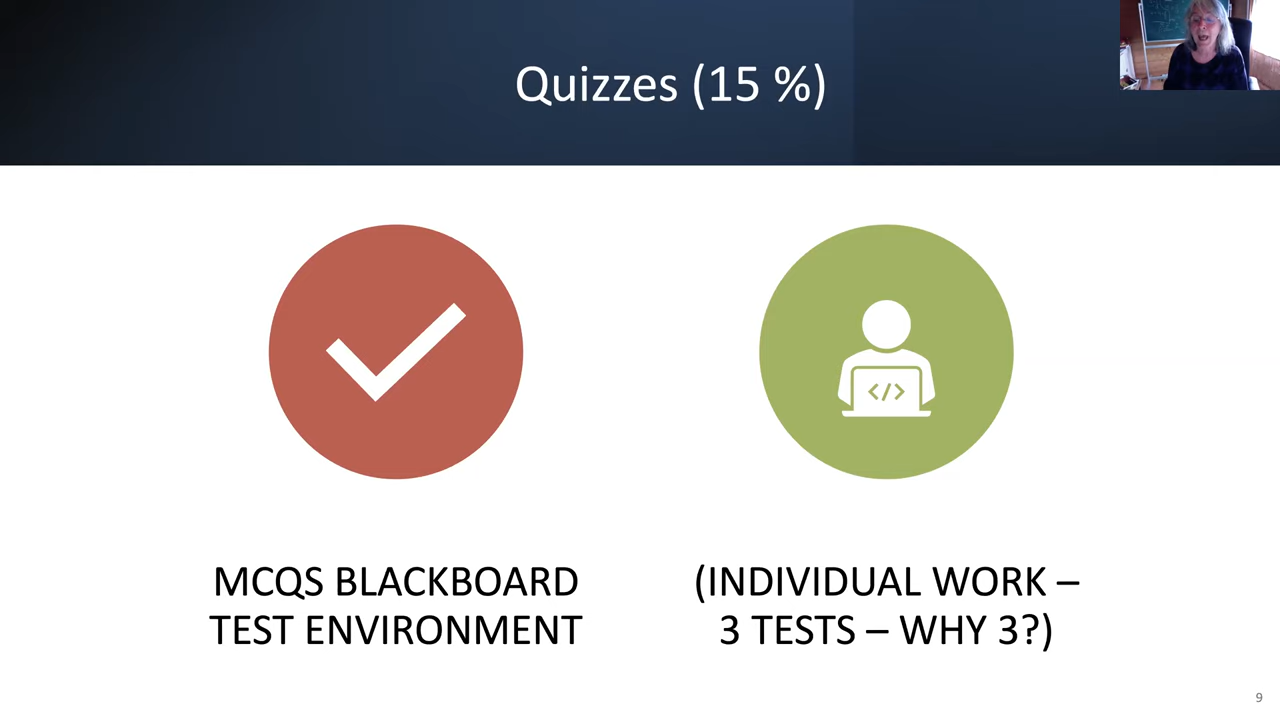 Quizzes (15 %)
MCQS BLACKBOARD
TEST ENVIRONMENT
(INDIVIDUAL WORK –
3 TESTS – WHY 3?)
</>
9